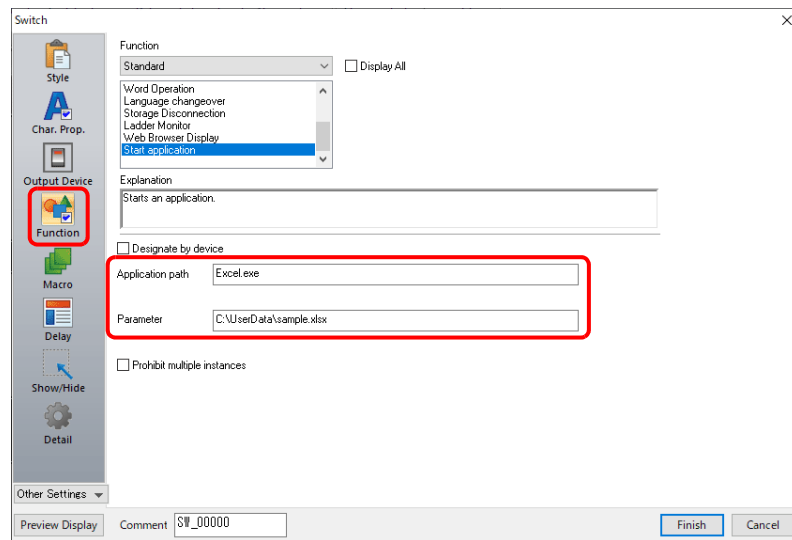 Switch
Style
Char. Prop.
Output Device
Function
Macro
Delay
Show/Hide
Detail
Other Settings
Function
Standard
Display All
Word Operation
Language changeover
Storage Disconnection
Ladder Monitor
Web Browser Display
Start application
Explanation
Starts an application.
Designate by device
Application path Excel.exe
Parameter C:\UserData\sample.xlsx
Prohibit multiple instances
Preview Display Comment SW_00000 Finish Cancel